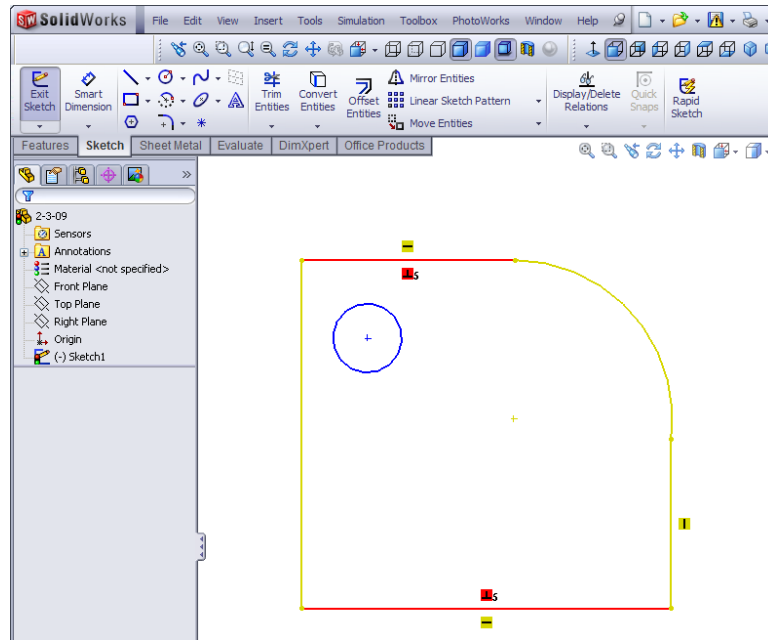 SolidWorks File Edit View Insert Tools Simulation Toolbox PhotoWorks Window Help
Exit Sketch
Smart Dimension
Trim Entities
Convert Entities
Offset Entities
Mirror Entities
Linear Sketch Pattern
Move Entities
Display/Delete Relations
Quick Snaps
Rapid Sketch
Features Sketch Sheet Metal Evaluate DimXpert Office Products
2-3-09
Sensors
A Annotations
Material <not specified>
Front Plane
Top Plane
Right Plane
Origin
(-) Sketch1
5
5